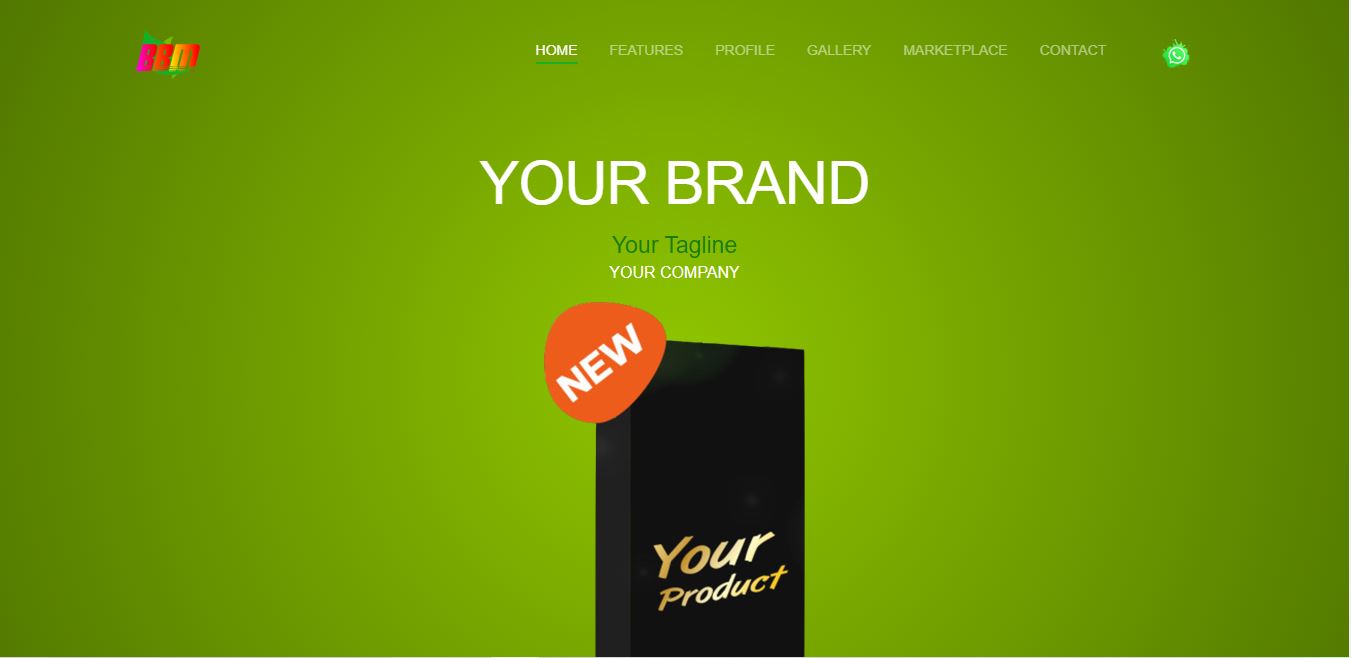 BBM
HOME
FEATURES
PROFILE
GALLERY
MARKETPLACE
CONTACT
YOUR BRAND
Your Tagline
YOUR COMPANY
NEW
Your
Product